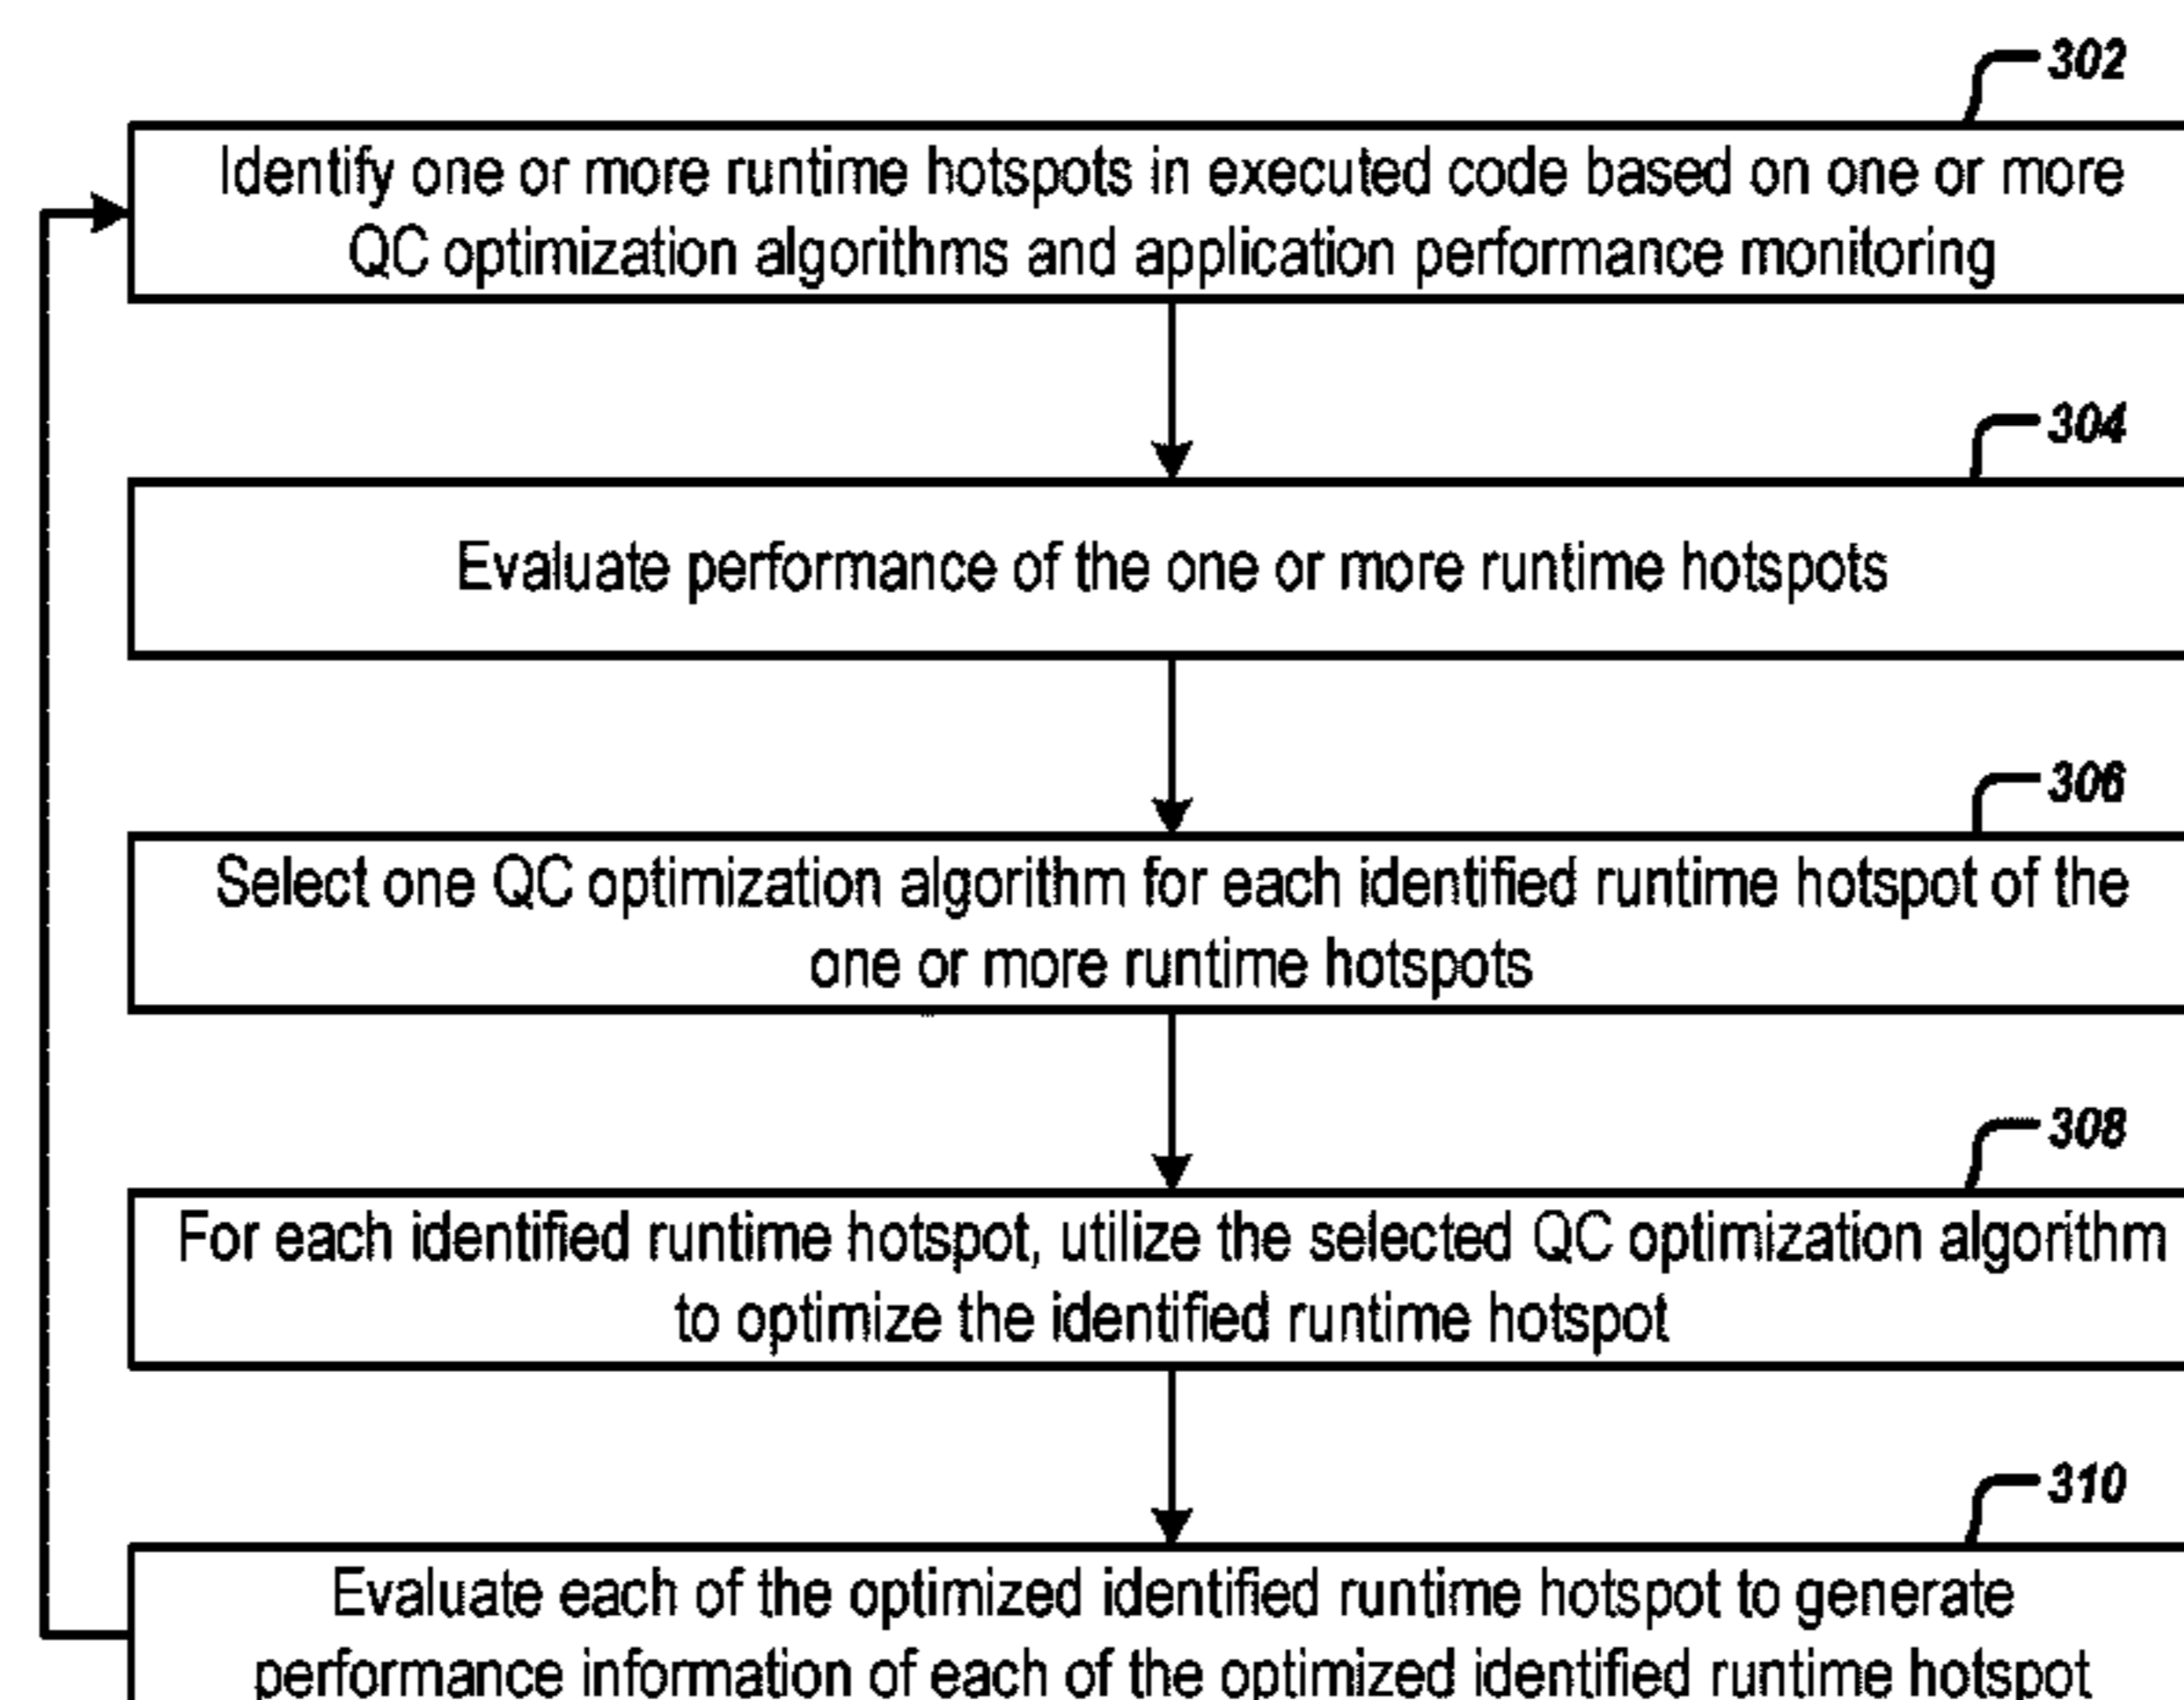 302
Identify one or more runtime hotspots in executed code based on one or more
QC optimization algorithms and application performance monitoring
304
Evaluate performance of the one or more runtime hotspots
306
Select one QC optimization algorithm for each identified runtime hotspot of the
one or more runtime hotspots
308
For each identified runtime hotspot, utilize the selected QC optimization algorithm
to optimize the identified runtime hotspot
310
Evaluate each of the optimized identified runtime hotspot to generate
performance information of each of the optimized identified runtime hotspot